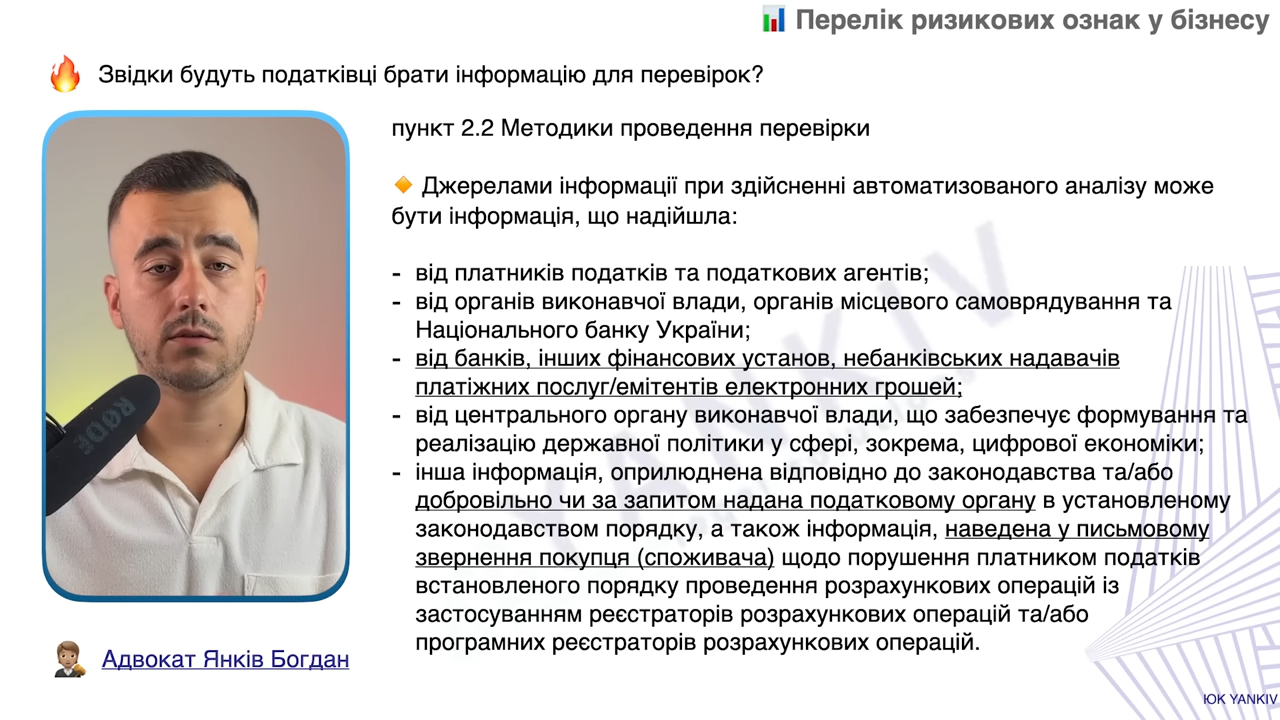 Перелік ризикових ознак у бізнесу
Звідки будуть податківці брати інформацію для перевірок?
пункт 2.2 Методики проведення перевірки
Джерелами інформації при здійсненні автоматизованого аналізу може
бути інформація, що надійшла:
- від платників податків та податкових агентів;
- від органів виконавчої влади, органів місцевого самоврядування та
Національного банку України;
- від банків, інших фінансових установ, небанківських надавачів
платіжних послуг/емітентів електронних грошей;
- від центрального органу виконавчої влади, що забезпечує формування та
реалізацію державної політики у сфері, зокрема, цифрової економіки;
- інша інформація, оприлюднена відповідно до законодавства та/або
добровільно чи за запитом надана податковому органу в установленому
законодавством порядку, а також інформація, наведена у письмовому
звернення покупця (споживача) щодо порушення платником податків
встановленого порядку проведення розрахункових операцій із
застосуванням реєстраторів розрахункових операцій та/або
програмних реєстраторів розрахункових операцій.
RØDE
Адвокат Янків Богдан
YANKIV
ЮК YANKIV